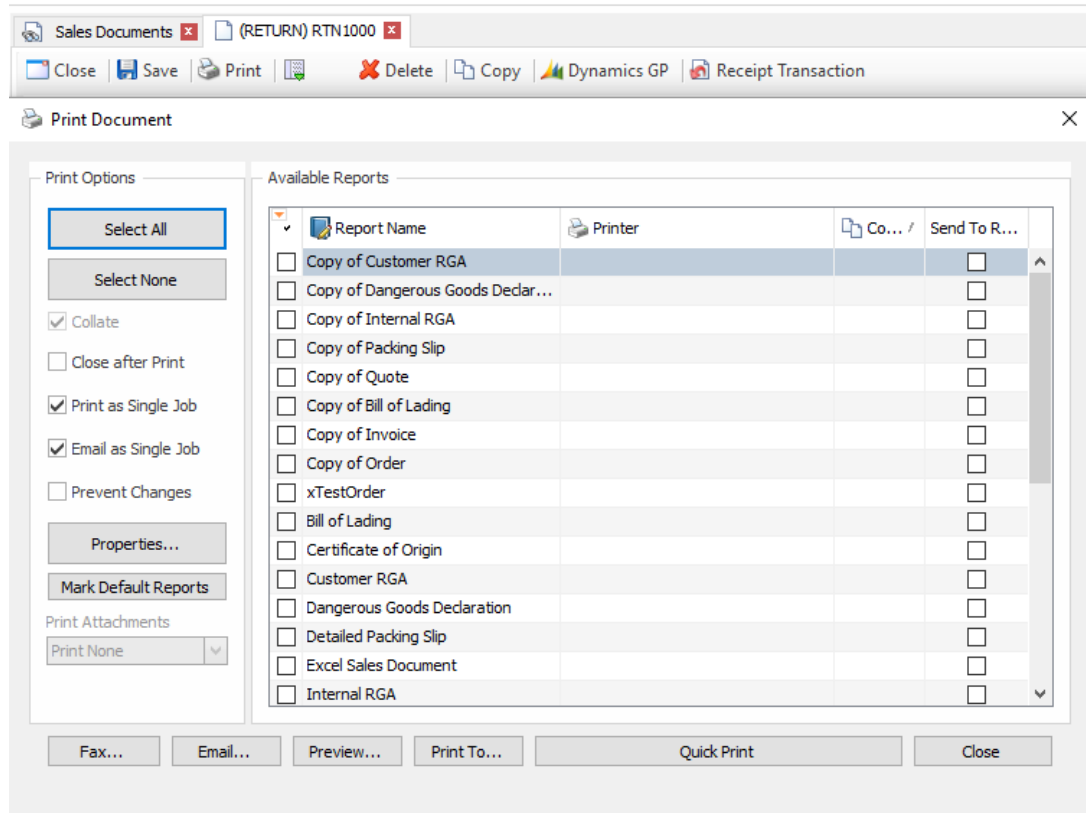 Sales Documents (RETURN) RTN1000
Close Save Print Delete Copy Dynamics GP Receipt Transaction
Print Document
Print Options
Select All
Select None
Collate
Close after Print
Print as Single Job
Email as Single Job
Prevent Changes
Properties...
Mark Default Reports
Print Attachments
Print None
Available Reports
Report Name Printer Co... Send To R...
Copy of Customer RGA
Copy of Dangerous Goods Declar...
Copy of Internal RGA
Copy of Packing Slip
Copy of Quote
Copy of Bill of Lading
Copy of Invoice
Copy of Order
xTestOrder
Bill of Lading
Certificate of Origin
Customer RGA
Dangerous Goods Declaration
Detailed Packing Slip
Excel Sales Document
Internal RGA
Fax... Email... Preview... Print To... Quick Print Close